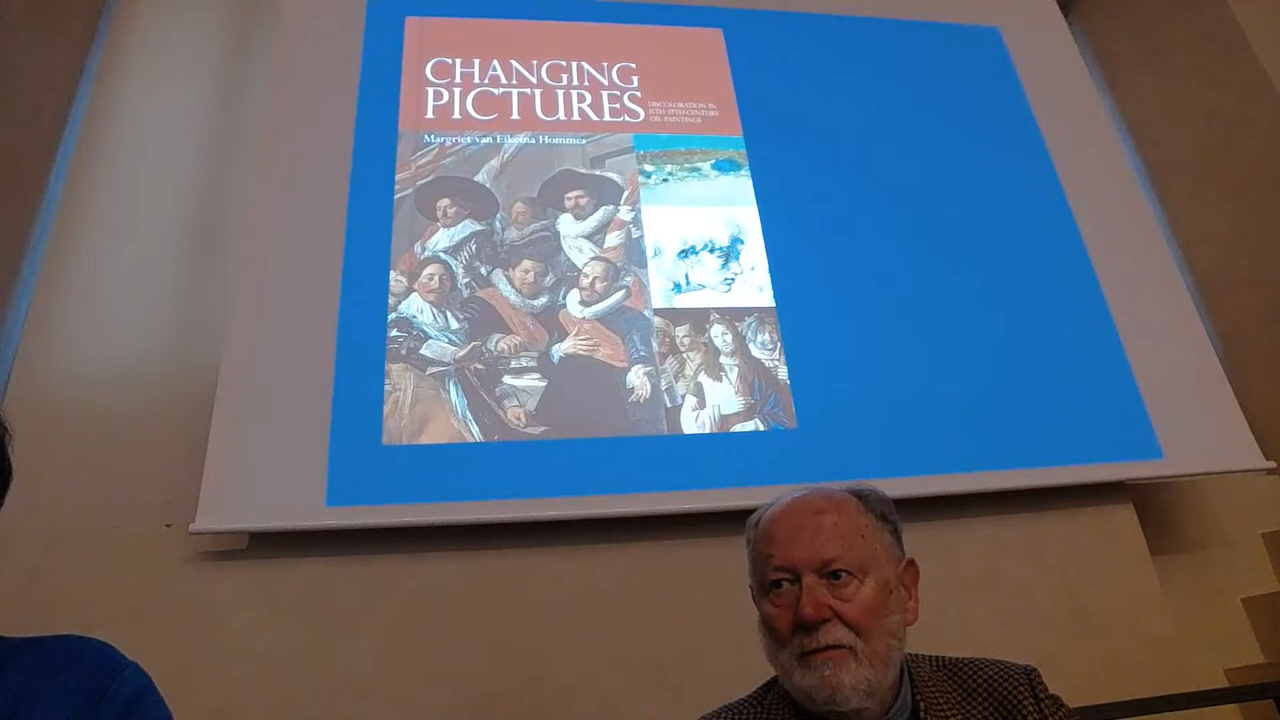 CHANGING
PICTURES
DISCOLORATION IN
15TH-17TH-CENTURY
OIL PAINTINGS
Margriet van Eikema Hommes